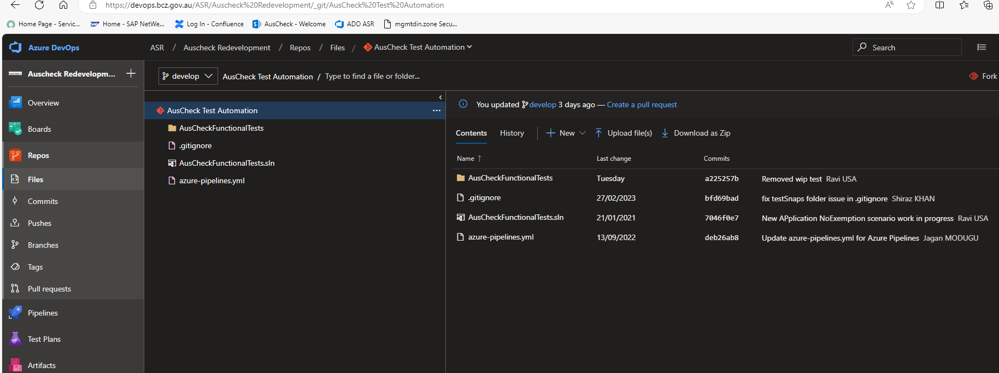 https://devops.bcz.gov.au/ASR/Auscheck%20Redevelopment/_git/AusCheck%20Test%20Automation
Home Page - Servic... Home - SAP NetWe... Log In - Confluence AusCheck - Welcome ADO ASR mgmtdin.zone Secu...
Azure DevOps ASR / Auscheck Redevelopment / Repos / Files / AusCheck Test Automation Search
Auscheck Redevelopm... +
develop AusCheck Test Automation / Type to find a file or folder... Fork
Overview
Boards
Repos
Files
Commits
Pushes
Branches
Tags
Pull requests
Pipelines
Test Plans
Artifacts
AusCheck Test Automation ...
AusCheckFunctionalTests
.gitignore
AusCheckFunctionalTests.sln
azure-pipelines.yml
You updated develop 3 days ago — Create a pull request
Contents History New Upload file(s) Download as Zip
Name ↑ Last change Commits
AusCheckFunctionalTests Tuesday a225257b Removed wip test Ravi USA
.gitignore 27/02/2023 bfd69bad fix testSnaps folder issue in .gitignore Shiraz KHAN
AusCheckFunctionalTests.sln 21/01/2021 7046f0e7 New APplication NoExemption scenario work in progress Ravi USA
azure-pipelines.yml 13/09/2022 deb26ab8 Update azure-pipelines.yml for Azure Pipelines Jagan MODUGU